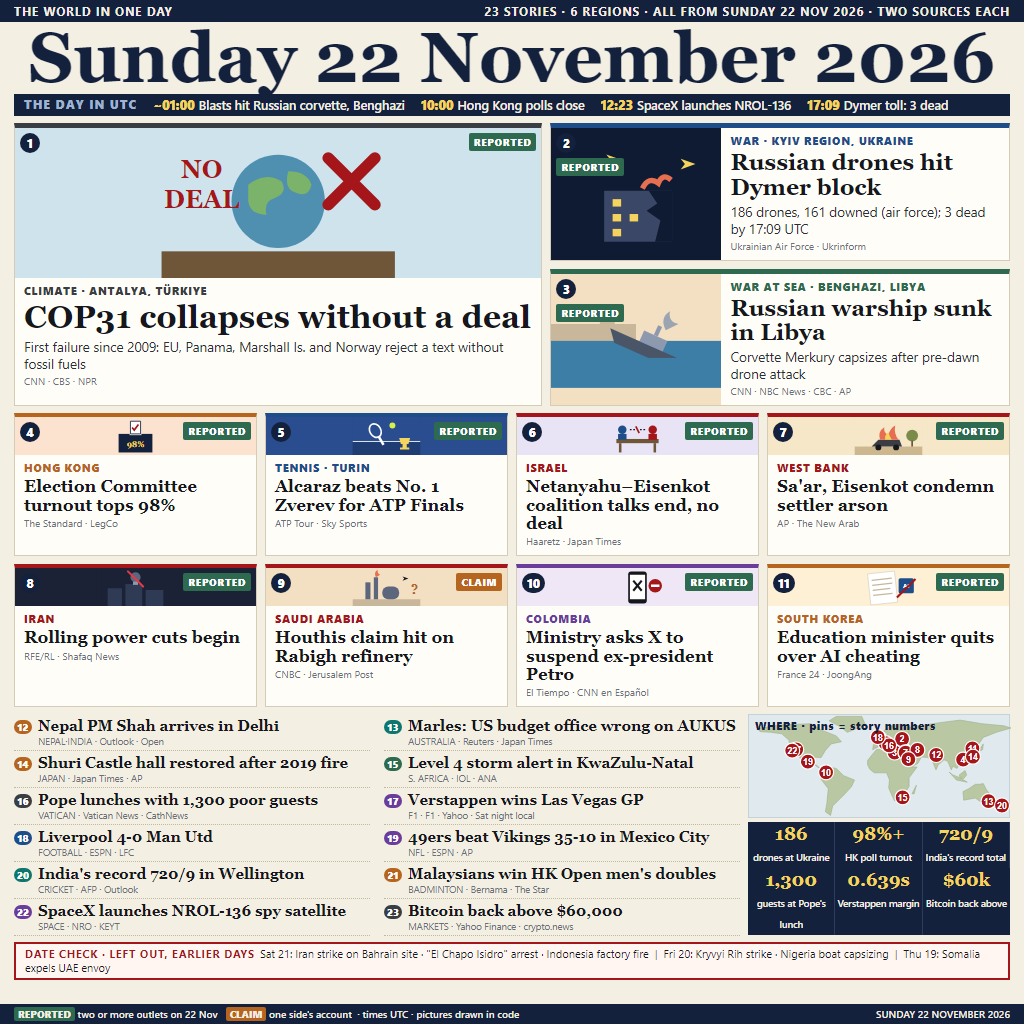 THE WORLD IN ONE DAY
23 STORIES · 6 REGIONS · ALL FROM SUNDAY 22 NOV 2026 · TWO SOURCES EACH
Sunday 22 November 2026
THE DAY IN UTC ~01:00 Blasts hit Russian corvette, Benghazi 10:00 Hong Kong polls close 12:23 SpaceX launches NROL-136 17:09 Dymer toll: 3 dead
1
REPORTED
NO
DEAL
CLIMATE · ANTALYA, TÜRKIYE
COP31 collapses without a deal
First failure since 2009: EU, Panama, Marshall Is. and Norway reject a text without
fossil fuels
CNN · CBS · NPR
2
REPORTED
WAR · KYIV REGION, UKRAINE
Russian drones hit
Dymer block
186 drones, 161 downed (air force); 3 dead
by 17:09 UTC
Ukrainian Air Force · Ukrinform
3
REPORTED
WAR AT SEA · BENGHAZI, LIBYA
Russian warship sunk
in Libya
Corvette Merkury capsizes after pre-dawn
drone attack
CNN · NBC News · CBC · AP
4
98%
REPORTED
HONG KONG
Election Committee
turnout tops 98%
The Standard · LegCo
5
REPORTED
TENNIS · TURIN
Alcaraz beats No. 1
Zverev for ATP Finals
ATP Tour · Sky Sports
6
REPORTED
ISRAEL
Netanyahu–Eisenkot
coalition talks end, no
deal
Haaretz · Japan Times
7
REPORTED
WEST BANK
Sa'ar, Eisenkot condemn
settler arson
AP · The New Arab
8
REPORTED
IRAN
Rolling power cuts begin
RFE/RL · Shafaq News
9
?
CLAIM
SAUDI ARABIA
Houthis claim hit on
Rabigh refinery
CNBC · Jerusalem Post
10
REPORTED
COLOMBIA
Ministry asks X to
suspend ex-president
Petro
El Tiempo · CNN en Español
11
REPORTED
SOUTH KOREA
Education minister quits
over AI cheating
France 24 · JoongAng
12 Nepal PM Shah arrives in Delhi
NEPAL-INDIA · Outlook · Open
13 Marles: US budget office wrong on AUKUS
AUSTRALIA · Reuters · Japan Times
14 Shuri Castle hall restored after 2019 fire
JAPAN · Japan Times · AP
15 Level 4 storm alert in KwaZulu-Natal
S. AFRICA · IOL · ANA
16 Pope lunches with 1,300 poor guests
VATICAN · Vatican News · CathNews
17 Verstappen wins Las Vegas GP
F1 · F1 · Yahoo · Sat night local
18 Liverpool 4-0 Man Utd
FOOTBALL · ESPN · LFC
19 49ers beat Vikings 35-10 in Mexico City
NFL · ESPN · AP
20 India's record 720/9 in Wellington
CRICKET · AFP · Outlook
21 Malaysians win HK Open men's doubles
BADMINTON · Bernama · The Star
22 SpaceX launches NROL-136 spy satellite
SPACE · NRO · KEYT
23 Bitcoin back above $60,000
MARKETS · Yahoo Finance · crypto.news
WHERE · pins = story numbers
18 2
22 16 8 12 14
19 9 4
10
15 13 20
186 98%+ 720/9
drones at Ukraine HK poll turnout India's record total
1,300 0.639s $60k
guests at Pope's Verstappen margin Bitcoin back above
lunch
DATE CHECK · LEFT OUT, EARLIER DAYS Sat 21: Iran strike on Bahrain site · "El Chapo Isidro" arrest · Indonesia factory fire | Fri 20: Kryvyi Rih strike · Nigeria boat capsizing | Thu 19: Somalia
expels UAE envoy
REPORTED two or more outlets on 22 Nov CLAIM one side's account · times UTC · pictures drawn in code
SUNDAY 22 NOVEMBER 2026